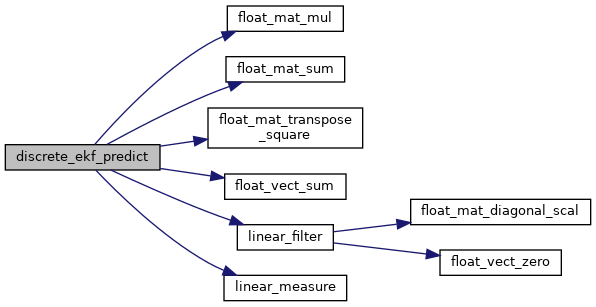 discrete_ekf_predict
float_mat_mul
float_mat_sum
float_mat_transpose
_square
float_vect_sum
linear_filter
float_mat_diagonal_scal
float_vect_zero
linear_measure